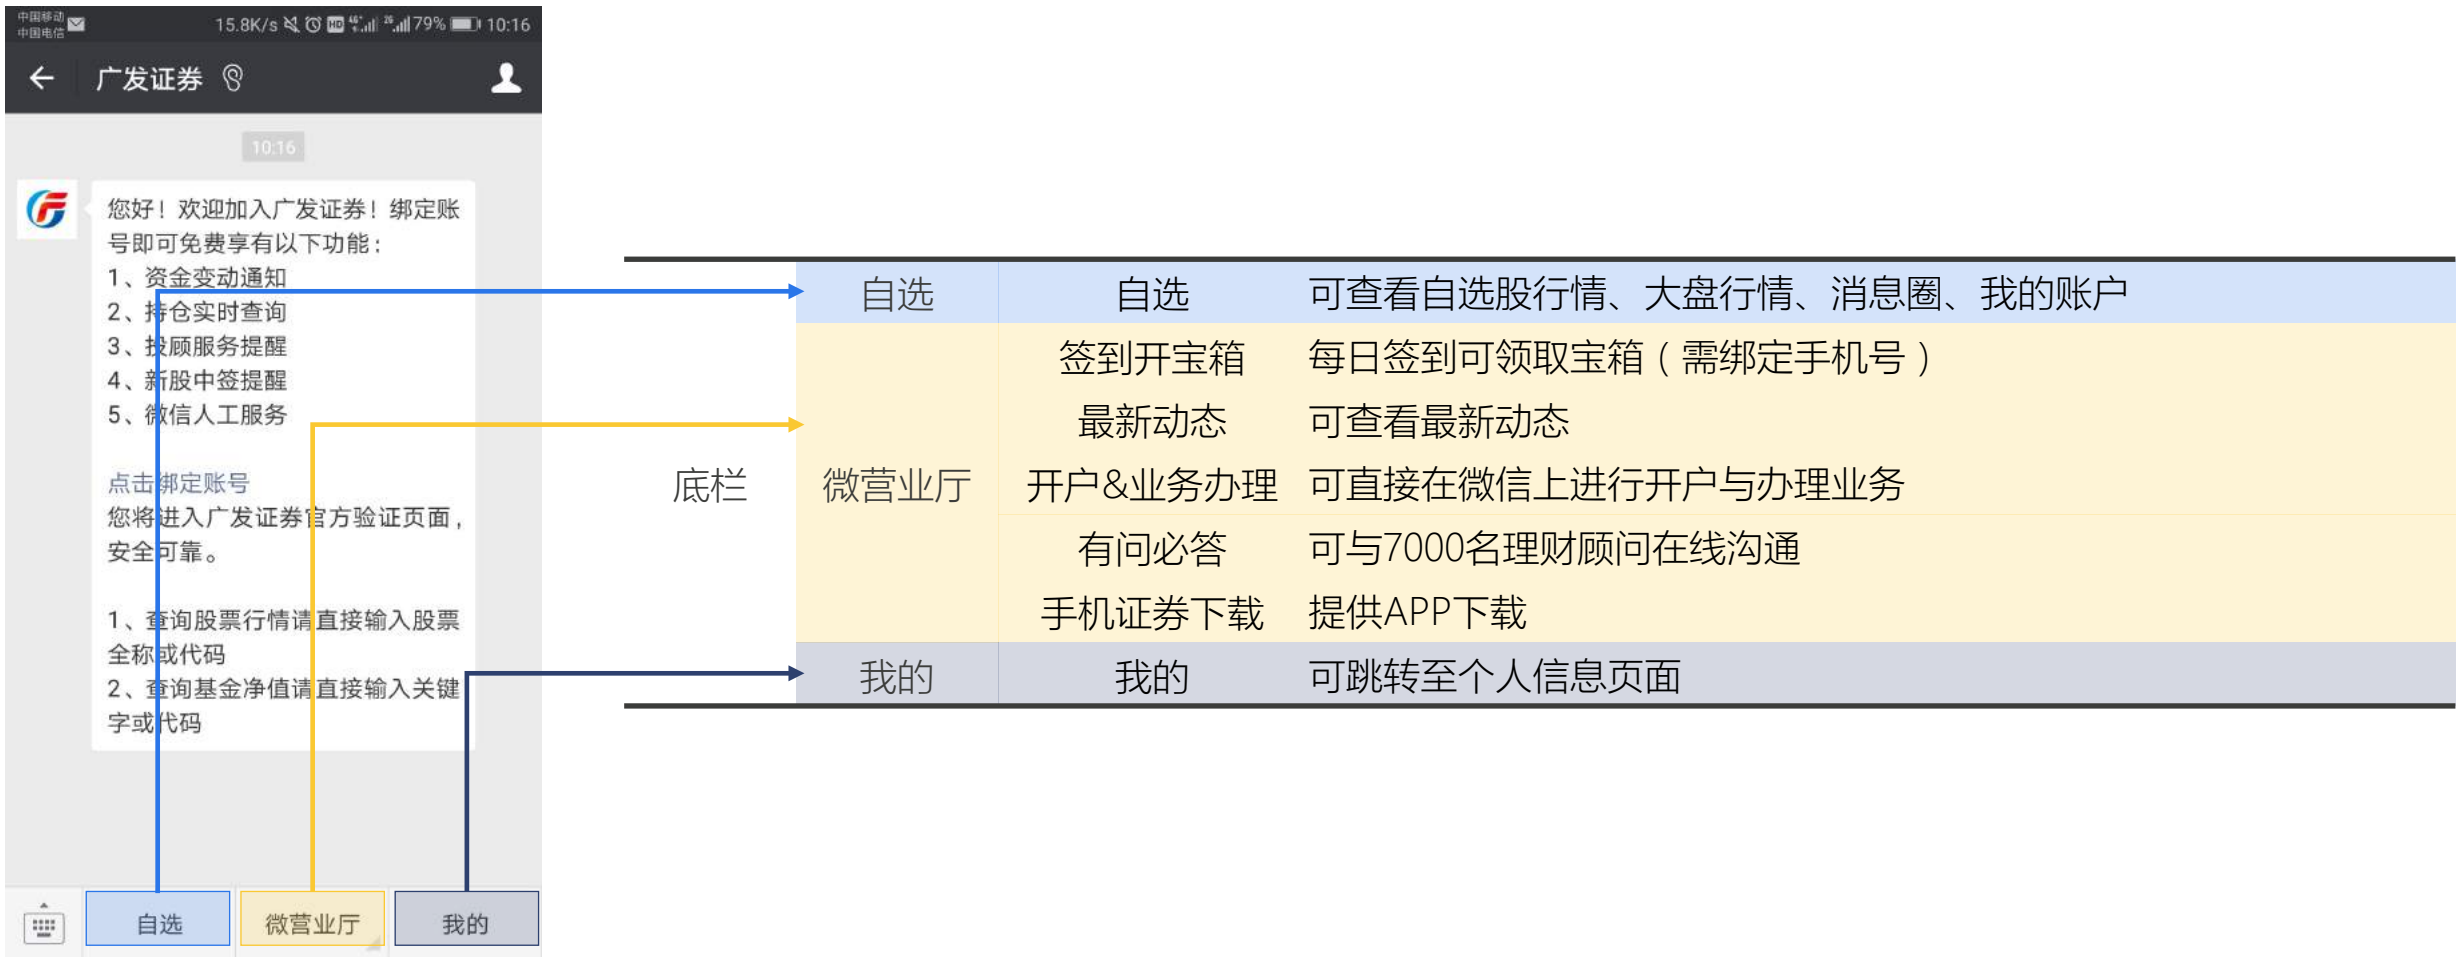 中国移动
中国电信
15.8K/s HD 46+ 26 79% 10:16
广发证券
10:16
您好！欢迎加入广发证券！绑定账
号即可免费享有以下功能：
1、资金变动通知
2、持仓实时查询
3、投顾服务提醒
4、新股中签提醒
5、微信人工服务
点击绑定账号
您将进入广发证券官方验证页面，
安全可靠。
1、查询股票行情请直接输入股票
全称或代码
2、查询基金净值请直接输入关键
字或代码
自选 微营业厅 我的
底栏
自选 自选 可查看自选股行情、大盘行情、消息圈、我的账户
微营业厅
签到开宝箱 每日签到可领取宝箱（需绑定手机号）
最新动态 可查看最新动态
开户&业务办理 可直接在微信上进行开户与办理业务
有问必答 可与7000名理财顾问在线沟通
手机证券下载 提供APP下载
我的 我的 可跳转至个人信息页面